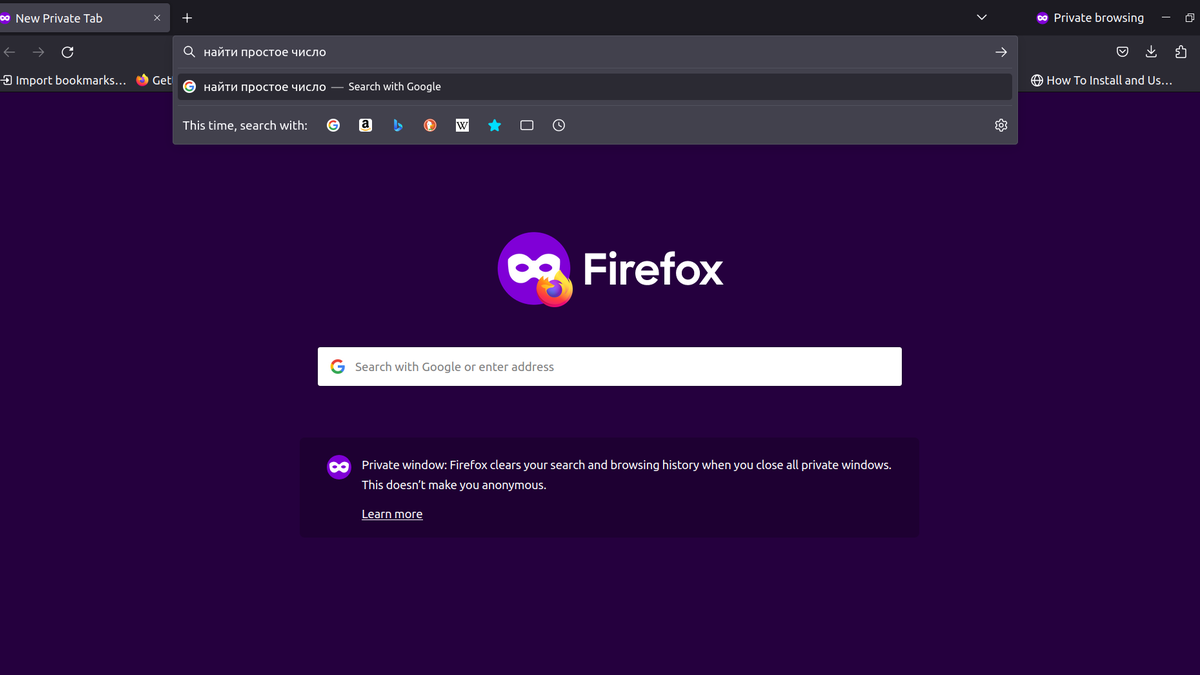 New Private Tab
Private browsing
найти простое число
Import bookmarks...
Get
найти простое число — Search with Google
How To Install and Us...
This time, search with:
Firefox
Search with Google or enter address
Private window: Firefox clears your search and browsing history when you close all private windows.
This doesn't make you anonymous.
Learn more